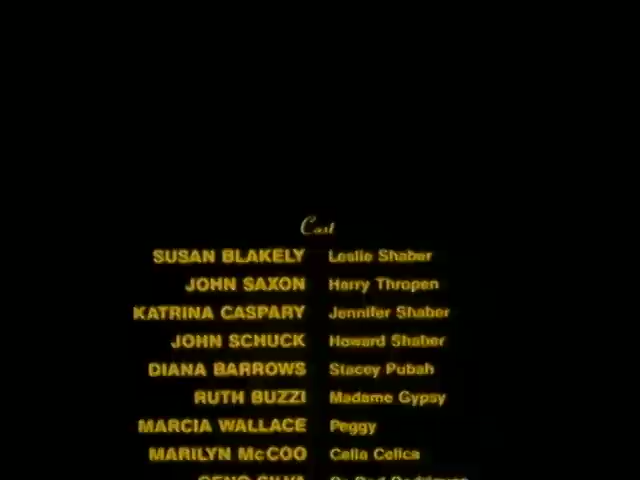 Cast
SUSAN BLAKELY Leslie Shaber
JOHN SAXON Harry Thropen
KATRINA CASPARY Jennifer Shaber
JOHN SCHUCK Howard Shaber
DIANA BARROWS Stacey Pubah
RUTH BUZZI Madame Gypsy
MARCIA WALLACE Peggy
MARILYN McCOO Celia Celica